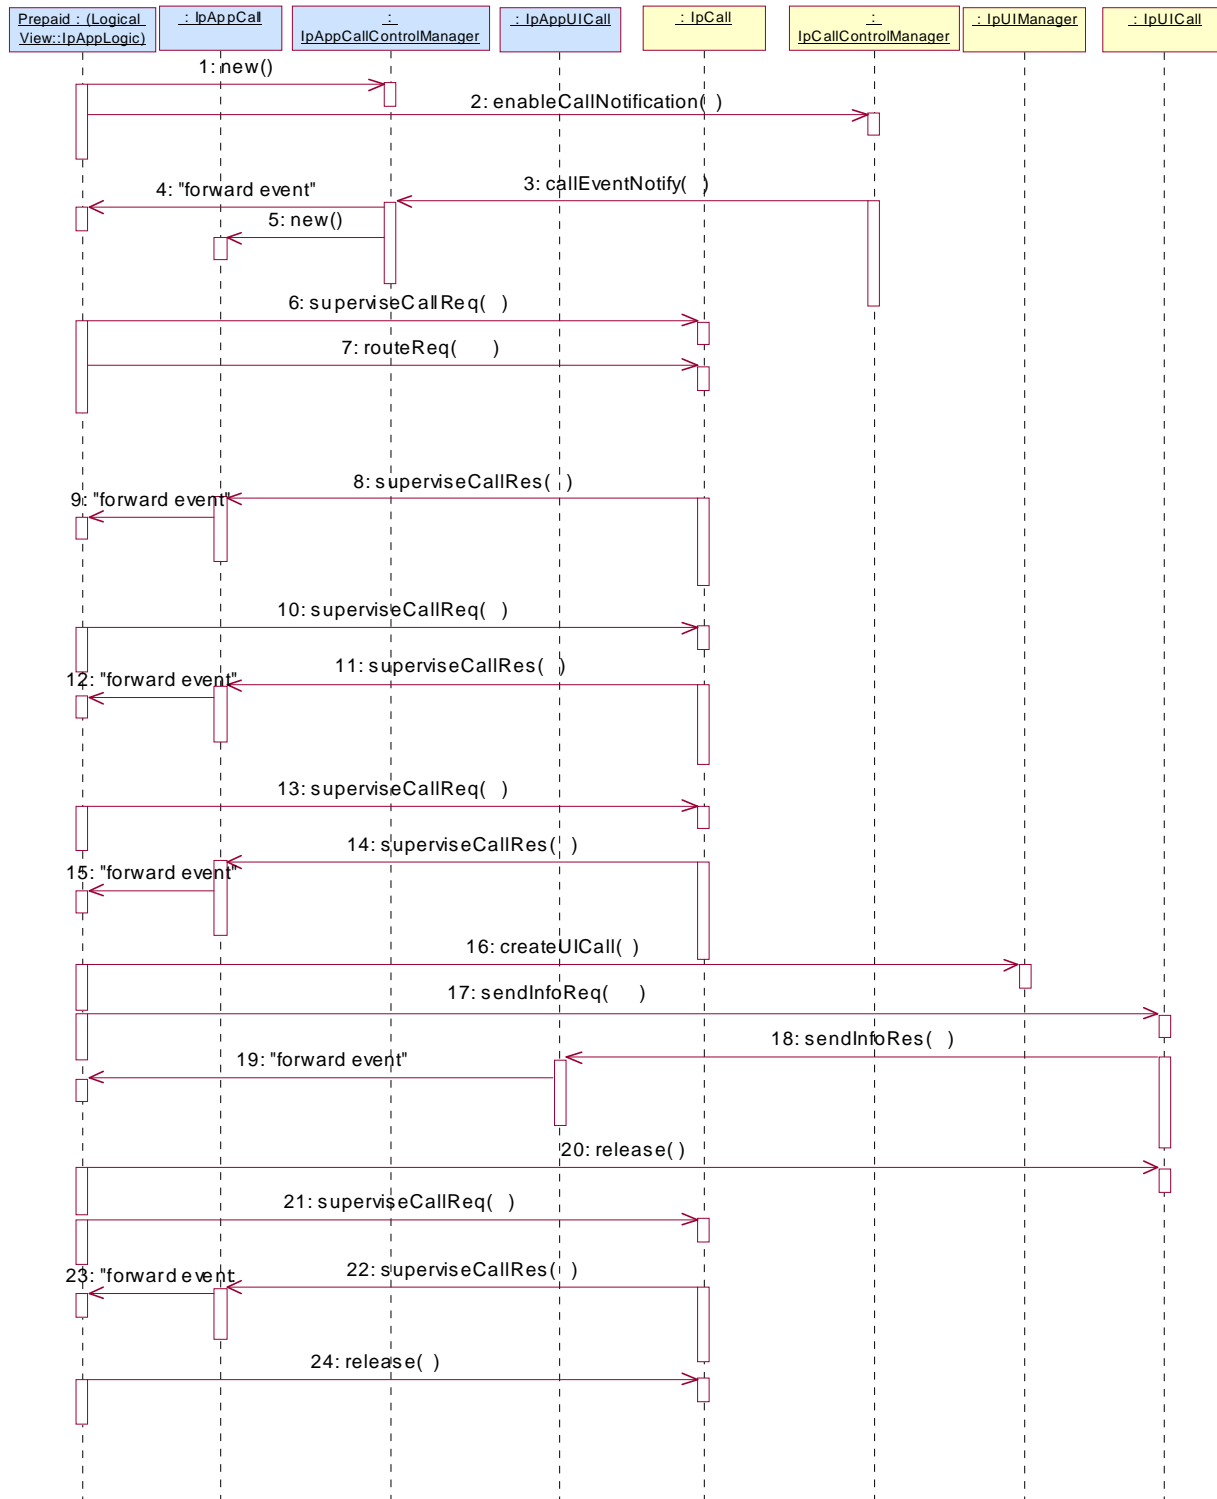 Prepaid : (Logical
View::IpAppLogic)
: IpAppCall
:
IpAppCallControlManager
: IpAppUICall
: IpCall
:
IpCallControlManager
: IpUIManager
: IpUICall
1: new()
2: enableCallNotification( )
3: callEventNotify( )
4: "forward event"
5: new()
6: superviseCallReq( )
7: routeReq( )
8: superviseCallRes( )
9: "forward event"
10: superviseCallReq( )
11: superviseCallRes( )
12: "forward event"
13: superviseCallReq( )
14: superviseCallRes( )
15: "forward event"
16: createUICall( )
17: sendInfoReq( )
18: sendInfoRes( )
19: "forward event"
20: release()
21: superviseCallReq( )
22: superviseCallRes( )
23: "forward event
24: release( )